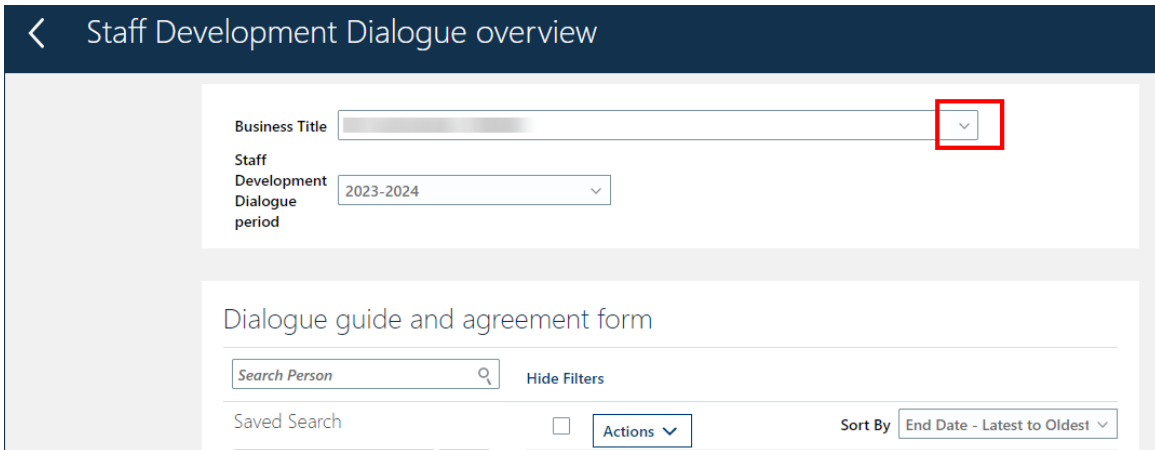 Staff Development Dialogue overview
Business Title
Staff
Development
Dialogue
period
2023-2024
Dialogue guide and agreement form
Search Person
Hide Filters
Saved Search
Actions
Sort By End Date - Latest to Oldest